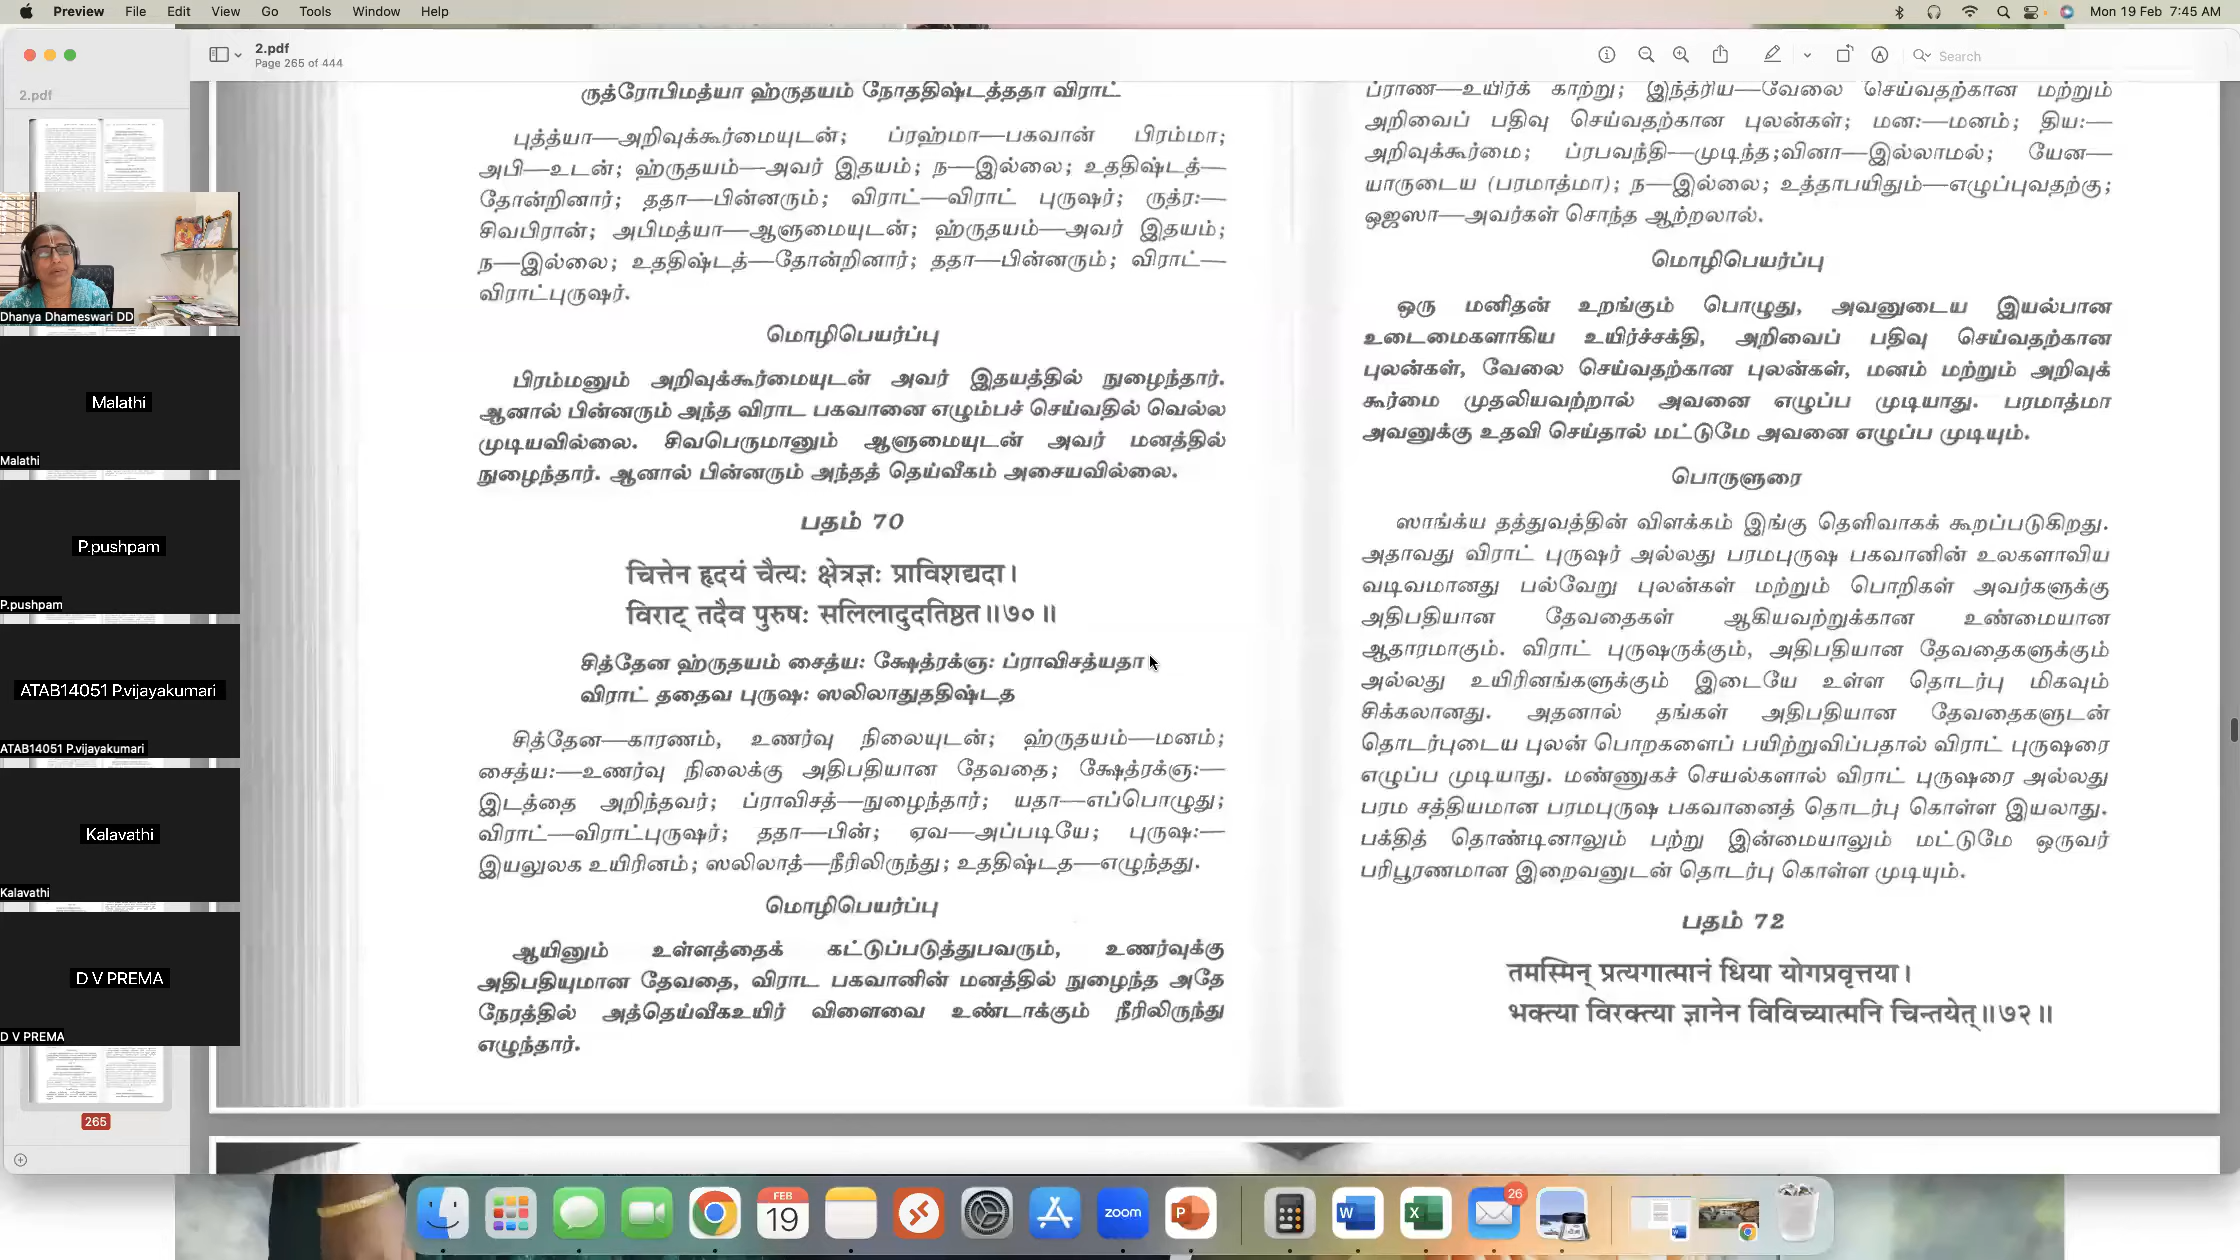 Preview File Edit View Go Tools Window Help
Mon 19 Feb 7:45 AM
2.pdf
Page 265 of 444
Search
2.pdf
Dhanya Dhameswari DD
Malathi
Malathi
P.pushpam
P.pushpam
ATAB14051 P.vijayakumari
ATAB14051 P.vijayakumari
Kalavathi
Kalavathi
D V PREMA
D V PREMA
265
ருத்ரோபிமத்யா ஹ்ருதயம் நோததிஷ்டத்ததா விராட்
புத்த்யா—அறிவுக்கூர்மையுடன்; ப்ரஹ்மா—பகவான் பிரம்மா;
அபி—உடன்; ஹ்ருதயம்—அவர் இதயம்; ந—இல்லை; உததிஷ்டத்—
தோன்றினார்; ததா—பின்னரும்; விராட்—விராட் புருஷர்; ருத்ர:—
சிவபிரான்; அபிமத்யா—ஆளுமையுடன்; ஹ்ருதயம்—அவர் இதயம்;
ந—இல்லை; உததிஷ்டத்—தோன்றினார்; ததா—பின்னரும்; விராட்—
விராட்புருஷர்.
மொழிபெயர்ப்பு
பிரம்மனும் அறிவுக்கூர்மையுடன் அவர் இதயத்தில் நுழைந்தார்.
ஆனால் பின்னரும் அந்த விராட பகவானை எழும்பச் செய்வதில் வெல்ல
முடியவில்லை. சிவபெருமானும் ஆளுமையுடன் அவர் மனத்தில்
நுழைந்தார். ஆனால் பின்னரும் அந்தத் தெய்வீகம் அசையவில்லை.
பதம் 70
चित्तेन हृदयं चैत्यः क्षेत्रज्ञः प्राविशद्यदा।
विराट् तदैव पुरुषः सलिलादुदतिष्ठत॥७०॥
சித்தேன ஹ்ருதயம் சைத்ய: க்ஷேத்ரக்ஞ: ப்ராவிசத்யதா
விராட் ததைவ புருஷ: ஸலிலாதுததிஷ்டத
சித்தேன—காரணம், உணர்வு நிலையுடன்; ஹ்ருதயம்—மனம்;
சைத்ய:—உணர்வு நிலைக்கு அதிபதியான தேவதை; க்ஷேத்ரக்ஞ:—
இடத்தை அறிந்தவர்; ப்ராவிசத்—நுழைந்தார்; யதா—எப்பொழுது;
விராட்—விராட்புருஷர்; ததா—பின்; ஏவ—அப்படியே; புருஷ:—
இயலுலக உயிரினம்; ஸலிலாத்—நீரிலிருந்து; உததிஷ்டத—எழுந்தது.
மொழிபெயர்ப்பு
ஆயினும் உள்ளத்தைக் கட்டுப்படுத்துபவரும், உணர்வுக்கு
அதிபதியுமான தேவதை, விராட பகவானின் மனத்தில் நுழைந்த அதே
நேரத்தில் அத்தெய்வீகஉயிர் விளைவை உண்டாக்கும் நீரிலிருந்து
எழுந்தார்.
ப்ராண—உயிர்க் காற்று; இந்த்ரிய—வேலை செய்வதற்கான மற்றும்
அறிவைப் பதிவு செய்வதற்கான புலன்கள்; மன:—மனம்; திய:—
அறிவுக்கூர்மை; ப்ரபவந்தி—முடிந்த;வினா—இல்லாமல்; யேன—
யாருடைய (பரமாத்மா); ந—இல்லை; உத்தாபயிதும்—எழுப்புவதற்கு;
ஒஜஸா—அவர்கள் சொந்த ஆற்றலால்.
மொழிபெயர்ப்பு
ஒரு மனிதன் உறங்கும் பொழுது, அவனுடைய இயல்பான
உடைமைகளாகிய உயிர்ச்சக்தி, அறிவைப் பதிவு செய்வதற்கான
புலன்கள், வேலை செய்வதற்கான புலன்கள், மனம் மற்றும் அறிவுக்
கூர்மை முதலியவற்றால் அவனை எழுப்ப முடியாது. பரமாத்மா
அவனுக்கு உதவி செய்தால் மட்டுமே அவனை எழுப்ப முடியும்.
பொருளுரை
ஸாங்க்ய தத்துவத்தின் விளக்கம் இங்கு தெளிவாகக் கூறப்படுகிறது.
அதாவது விராட் புருஷர் அல்லது பரமபுருஷ பகவானின் உலகளாவிய
வடிவமானது பல்வேறு புலன்கள் மற்றும் பொறிகள் அவர்களுக்கு
அதிபதியான தேவதைகள் ஆகியவற்றுக்கான உண்மையான
ஆதாரமாகும். விராட் புருஷருக்கும், அதிபதியான தேவதைகளுக்கும்
அல்லது உயிரினங்களுக்கும் இடையே உள்ள தொடர்பு மிகவும்
சிக்கலானது. அதனால் தங்கள் அதிபதியான தேவதைகளுடன்
தொடர்புடைய புலன் பொறகளைப் பயிற்றுவிப்பதால் விராட் புருஷரை
எழுப்ப முடியாது. மண்ணுகச் செயல்களால் விராட் புருஷரை அல்லது
பரம சத்தியமான பரமபுருஷ பகவானைத் தொடர்பு கொள்ள இயலாது.
பக்தித் தொண்டினாலும் பற்று இன்மையாலும் மட்டுமே ஒருவர்
பரிபூரணமான இறைவனுடன் தொடர்பு கொள்ள முடியும்.
பதம் 72
तमस्मिन् प्रत्यगात्मानं धिया योगप्रवृत्तया।
भक्त्या विरक्त्या ज्ञानेन विविच्यात्मनि चिन्तयेत्॥७२॥
FEB
19
zoom
26